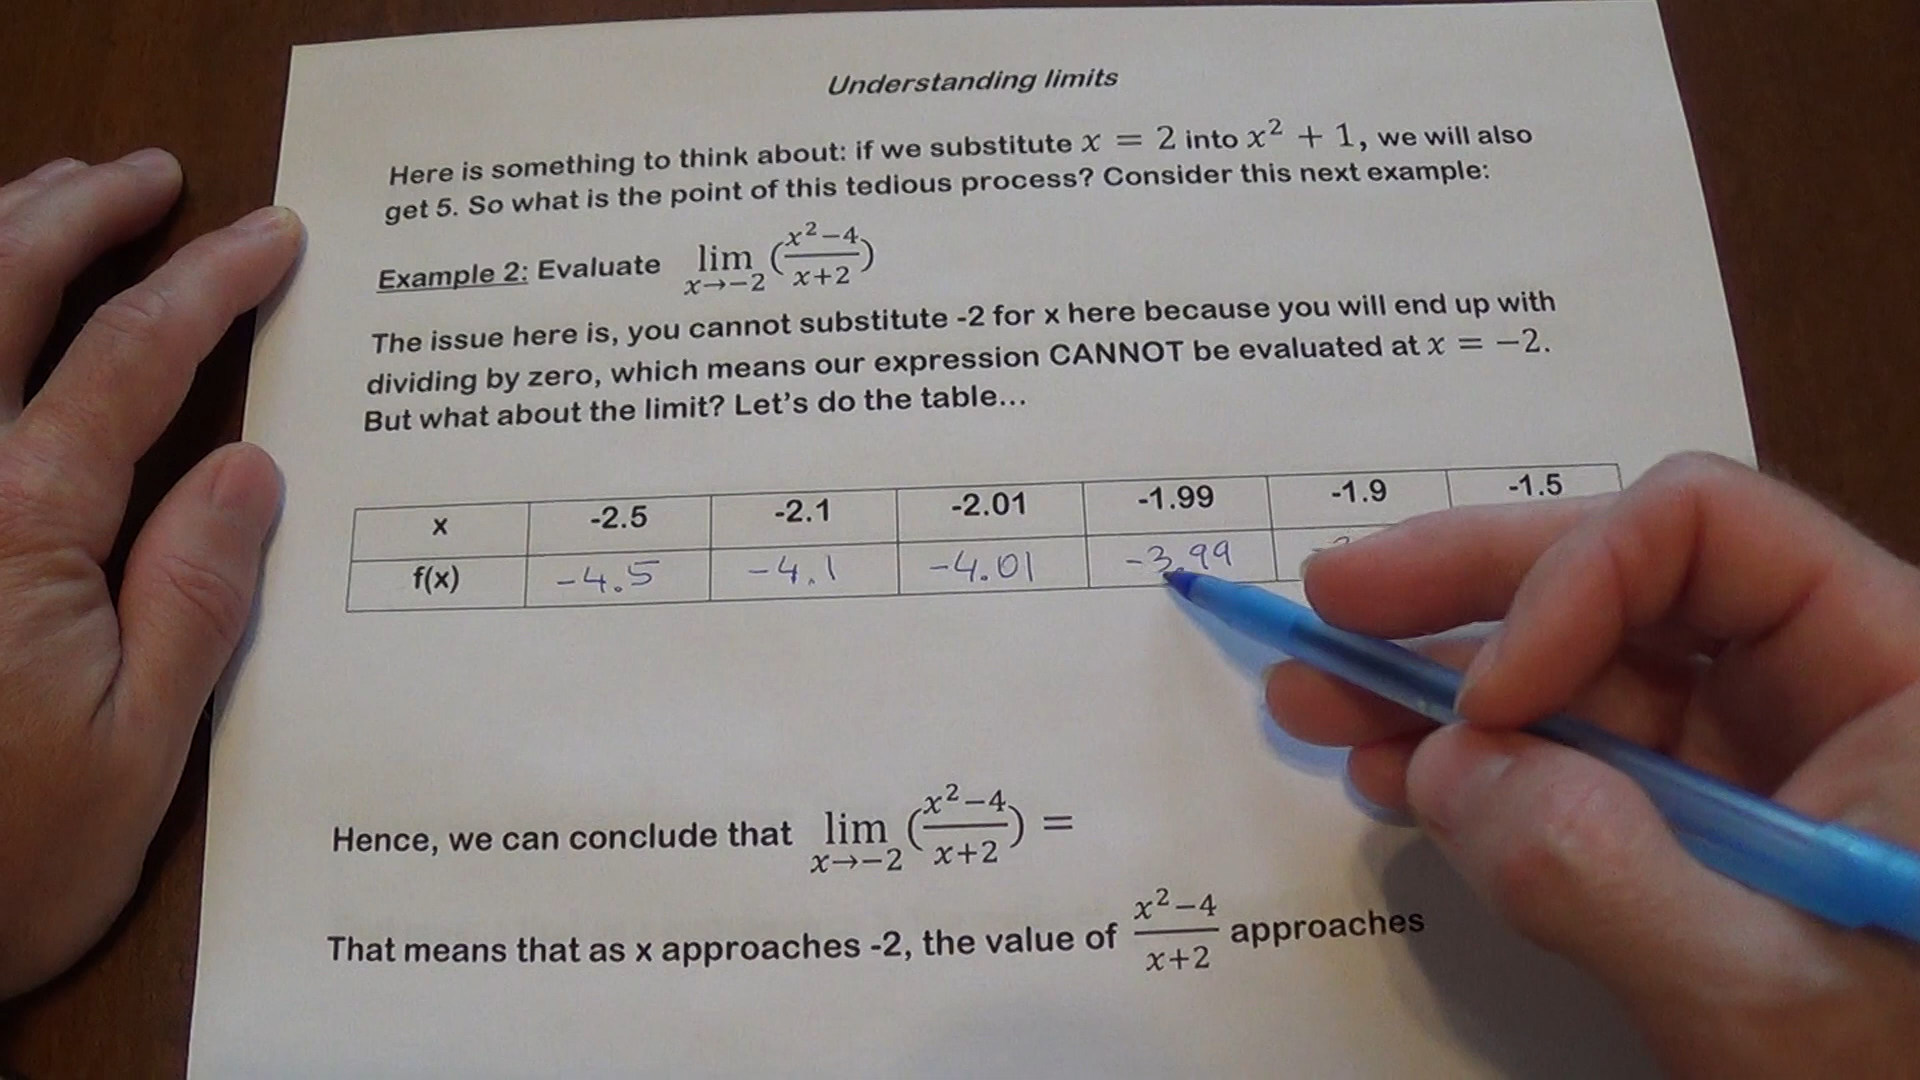 Understanding limits
Here is something to think about: if we substitute x = 2 into x² + 1, we will also
get 5. So what is the point of this tedious process? Consider this next example:
Example 2: Evaluate lim x→−2 (x²−4 / x+2)
The issue here is, you cannot substitute -2 for x here because you will end up with
dividing by zero, which means our expression CANNOT be evaluated at x = −2.
But what about the limit? Let's do the table...
x -2.5 -2.1 -2.01 -1.99 -1.9 -1.5
f(x) -4.5 -4.1 -4.01 -3.99
Hence, we can conclude that lim x→−2 (x²−4 / x+2) =
That means that as x approaches -2, the value of x²−4 / x+2 approaches